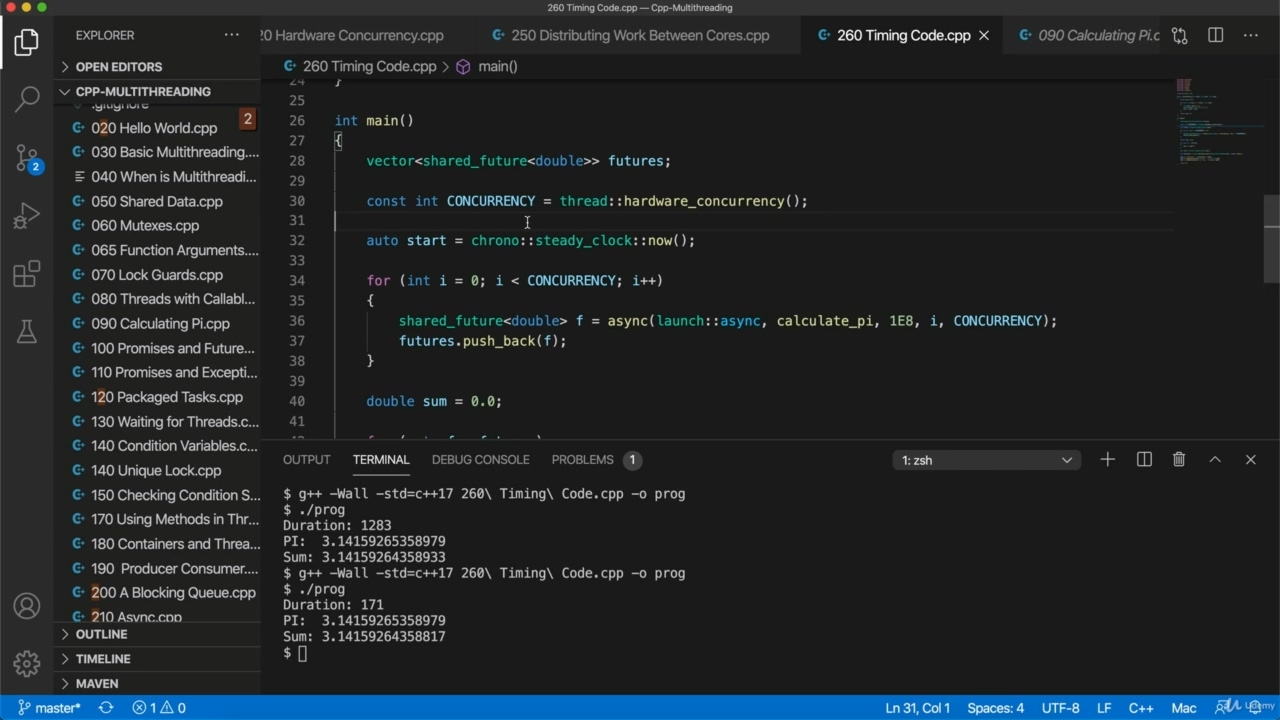 260 Timing Code.cpp — Cpp-Multithreading
EXPLORER
20 Hardware Concurrency.cpp
250 Distributing Work Between Cores.cpp
260 Timing Code.cpp
090 Calculating Pi.c
OPEN EDITORS
260 Timing Code.cpp > main()
CPP-MULTITHREADING
.gitignore
2
020 Hello World.cpp
030 Basic Multithreading....
040 When is Multithreadi...
050 Shared Data.cpp
060 Mutexes.cpp
065 Function Arguments....
070 Lock Guards.cpp
080 Threads with Callabl...
090 Calculating Pi.cpp
100 Promises and Future...
110 Promises and Excepti...
120 Packaged Tasks.cpp
130 Waiting for Threads.c...
140 Condition Variables.c...
140 Unique Lock.cpp
150 Checking Condition S...
170 Using Methods in Thr...
180 Containers and Threa...
190 Producer Consumer....
200 A Blocking Queue.cpp
210 Async.cpp
OUTLINE
TIMELINE
MAVEN
2
24 }
25
26 int main()
27 {
28 vector<shared_future<double>> futures;
29
30 const int CONCURRENCY = thread::hardware_concurrency();
31
32 auto start = chrono::steady_clock::now();
33
34 for (int i = 0; i < CONCURRENCY; i++)
35 {
36 shared_future<double> f = async(launch::async, calculate_pi, 1E8, i, CONCURRENCY);
37 futures.push_back(f);
38 }
39
40 double sum = 0.0;
41
OUTPUT TERMINAL DEBUG CONSOLE PROBLEMS 1 1: zsh
$ g++ -Wall -std=c++17 260\ Timing\ Code.cpp -o prog
$ ./prog
Duration: 1283
PI: 3.14159265358979
Sum: 3.14159264358933
$ g++ -Wall -std=c++17 260\ Timing\ Code.cpp -o prog
$ ./prog
Duration: 171
PI: 3.14159265358979
Sum: 3.14159264358817
$
master* 1 0 Ln 31, Col 1 Spaces: 4 UTF-8 LF C++ Mac Udemy